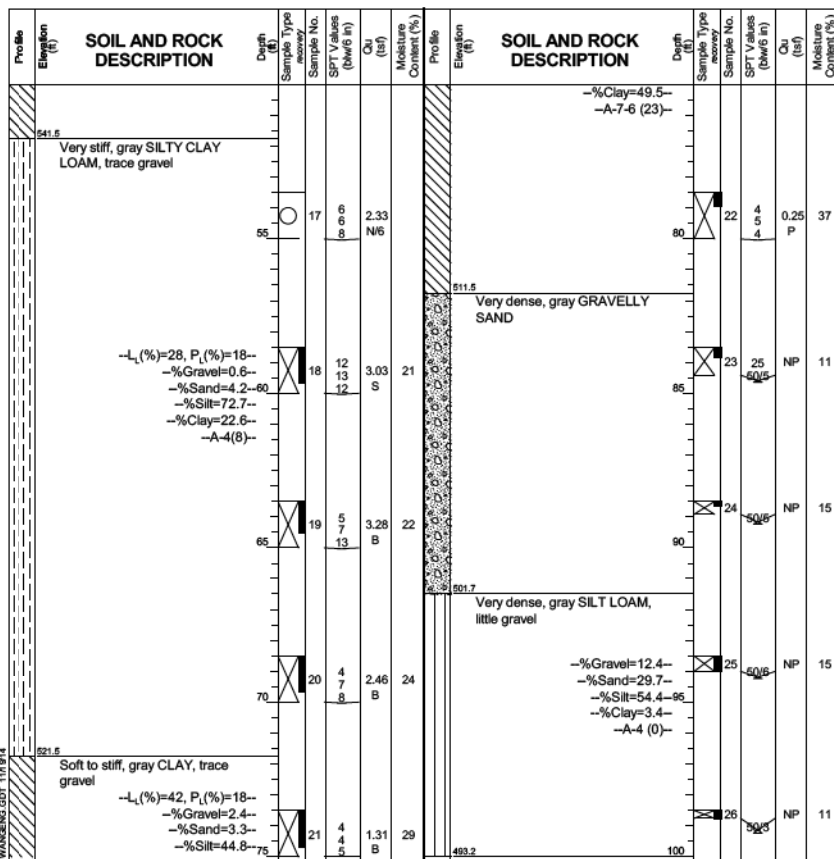 Profile
Elevation (ft)
SOIL AND ROCK
DESCRIPTION
Depth (ft)
Sample Type
recovery
Sample No.
SPT Values
(blw/6 in)
Qu
(tsf)
Moisture
Content (%)
541.5
Very stiff, gray SILTY CLAY
LOAM, trace gravel
55
17
6
6
8
2.33
N/6
--LL(%)=28, PL(%)=18--
--%Gravel=0.6--
--%Sand=4.2--
60
--%Silt=72.7--
--%Clay=22.6--
--A-4(8)--
18
12
13
12
3.03
S
21
65
19
5
7
13
3.28
B
22
70
20
4
7
8
2.46
B
24
521.5
Soft to stiff, gray CLAY, trace
gravel
--LL(%)=42, PL(%)=18--
--%Gravel=2.4--
--%Sand=3.3--
--%Silt=44.8--
75
21
4
4
5
1.31
B
29
Profile
Elevation (ft)
SOIL AND ROCK
DESCRIPTION
Depth (ft)
Sample Type
recovery
Sample No.
SPT Values
(blw/6 in)
Qu
(tsf)
Moisture
Content (%)
--%Clay=49.5--
--A-7-6 (23)--
80
22
4
5
4
0.25
P
37
511.5
Very dense, gray GRAVELLY
SAND
85
23
25
50/5
NP
11
24
50/5
NP
15
90
501.7
Very dense, gray SILT LOAM,
little gravel
--%Gravel=12.4--
--%Sand=29.7--
--%Silt=54.4--
95
--%Clay=3.4--
--A-4 (0)--
25
50/6
NP
15
26
50/3
NP
11
493.2
100